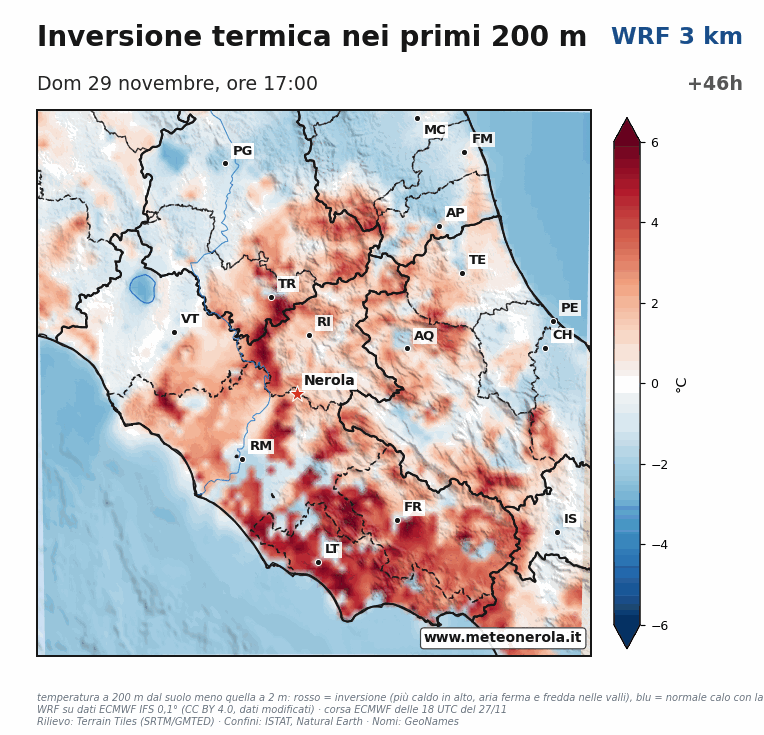 Inversione termica nei primi 200 m WRF 3 km
Dom 29 novembre, ore 17:00 +46h
MC
FM
PG
AP
TE
TR
PE
VT
RI
AQ
CH
Nerola
RM
FR
IS
LT
6
4
2
0
−2
−4
−6
°C
www.meteonerola.it
temperatura a 200 m dal suolo meno quella a 2 m: rosso = inversione (più caldo in alto, aria ferma e fredda nelle valli), blu = normale calo con la
WRF su dati ECMWF IFS 0,1° (CC BY 4.0, dati modificati) · corsa ECMWF delle 18 UTC del 27/11
Rilievo: Terrain Tiles (SRTM/GMTED) · Confini: ISTAT, Natural Earth · Nomi: GeoNames